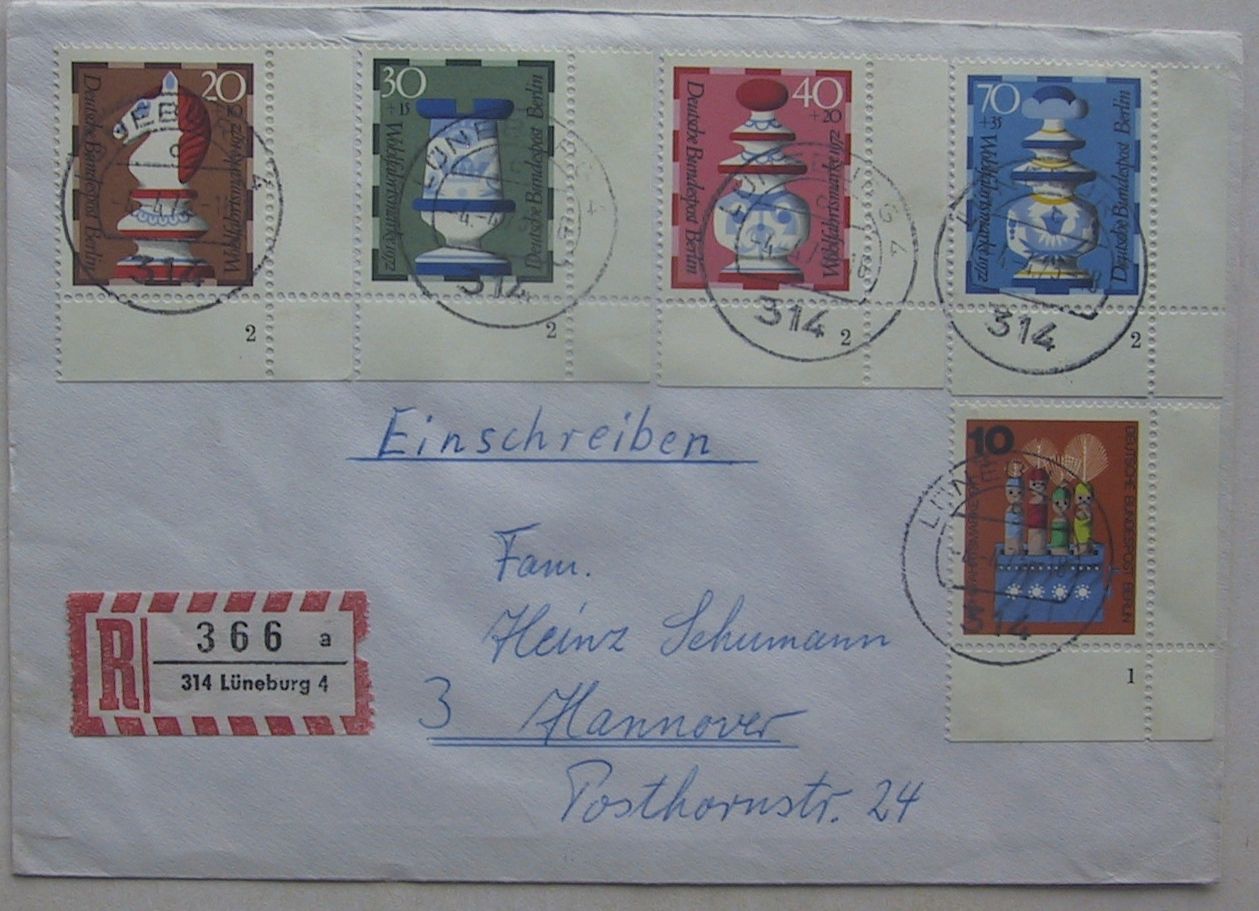 20
+10
Deutsche Bundespost Berlin
Wohlfahrtsmarke 1972
2
30
+15
Wohlfahrtsmarke 1972
Deutsche Bundespost Berlin
2
40
+20
Deutsche Bundespost Berlin
Wohlfahrtsmarke 1972
2
70
+35
Wohlfahrtsmarke 1972
Deutsche Bundespost Berlin
2
314
314
314
314
10
DEUTSCHE BUNDESPOST BERLIN
314
1
Einschreiben
Fam.
Heinz Schumann
3 Hannover
Posthornstr. 24
R
366 a
314 Lüneburg 4